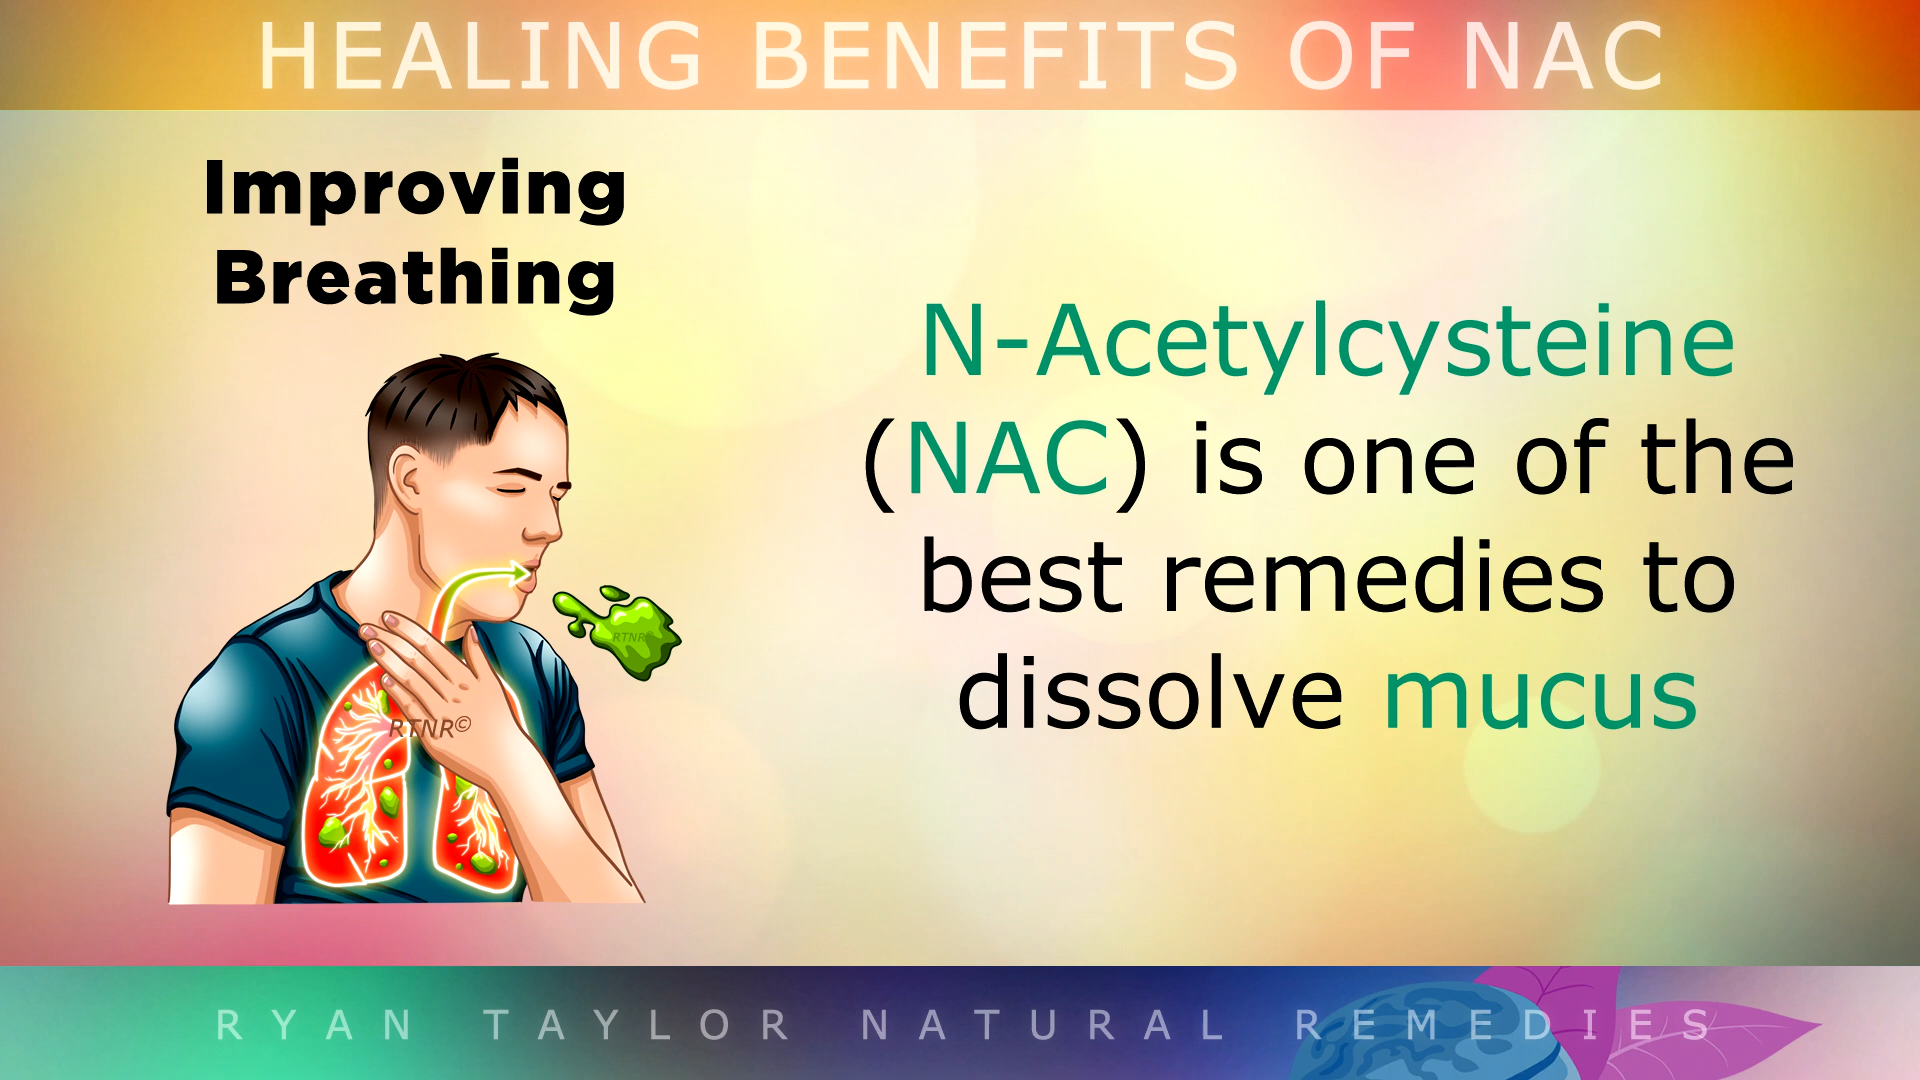 HEALING BENEFITS OF NAC
Improving
Breathing
N-Acetylcysteine
(NAC) is one of the
best remedies to
dissolve mucus
RTNR©
RTNR©
RYAN TAYLOR NATURAL REMEDIES